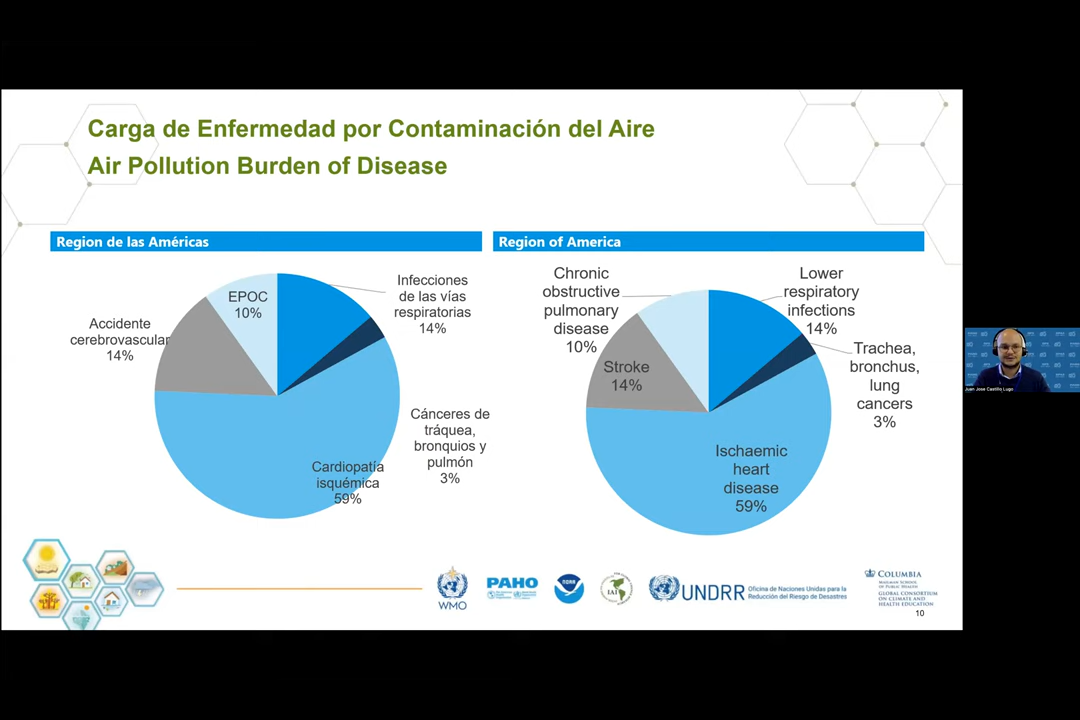 Carga de Enfermedad por Contaminación del Aire
Air Pollution Burden of Disease
Region de las Américas
EPOC
10%
Infecciones
de las vías
respiratorias
14%
Accidente
cerebrovascular
14%
Cánceres de
tráquea,
bronquios y
pulmón
3%
Cardiopatía
isquémica
59%
Region of America
Chronic
obstructive
pulmonary
disease
10%
Lower
respiratory
infections
14%
Trachea,
bronchus,
lung
cancers
3%
Stroke
14%
Ischaemic
heart
disease
59%
Juan Jose Castillo Lugo
WMO
PAHO
NOAA
IAI
UNDRR
Oficina de Naciones Unidas para la
Reducción del Riesgo de Desastres
COLUMBIA
MAILMAN SCHOOL
OF PUBLIC HEALTH
GLOBAL CONSORTIUM
ON CLIMATE AND
HEALTH EDUCATION
10